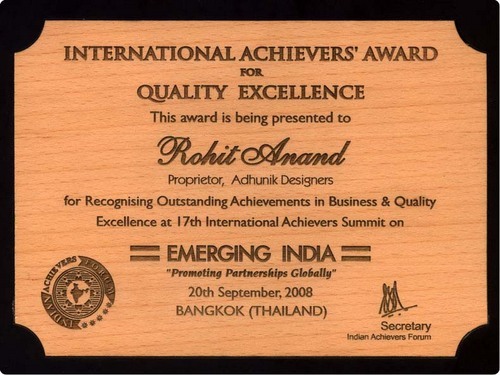 INTERNATIONAL ACHIEVERS' AWARD
FOR
QUALITY EXCELLENCE
This award is being presented to
Rohit Anand
Proprietor, Adhunik Designers
for Recognising Outstanding Achievements in Business & Quality
Excellence at 17th International Achievers Summit on
EMERGING INDIA
"Promoting Partnerships Globally"
20th September, 2008
BANGKOK (THAILAND)
INDIAN ACHIEVERS FORUM
Secretary
Indian Achievers Forum